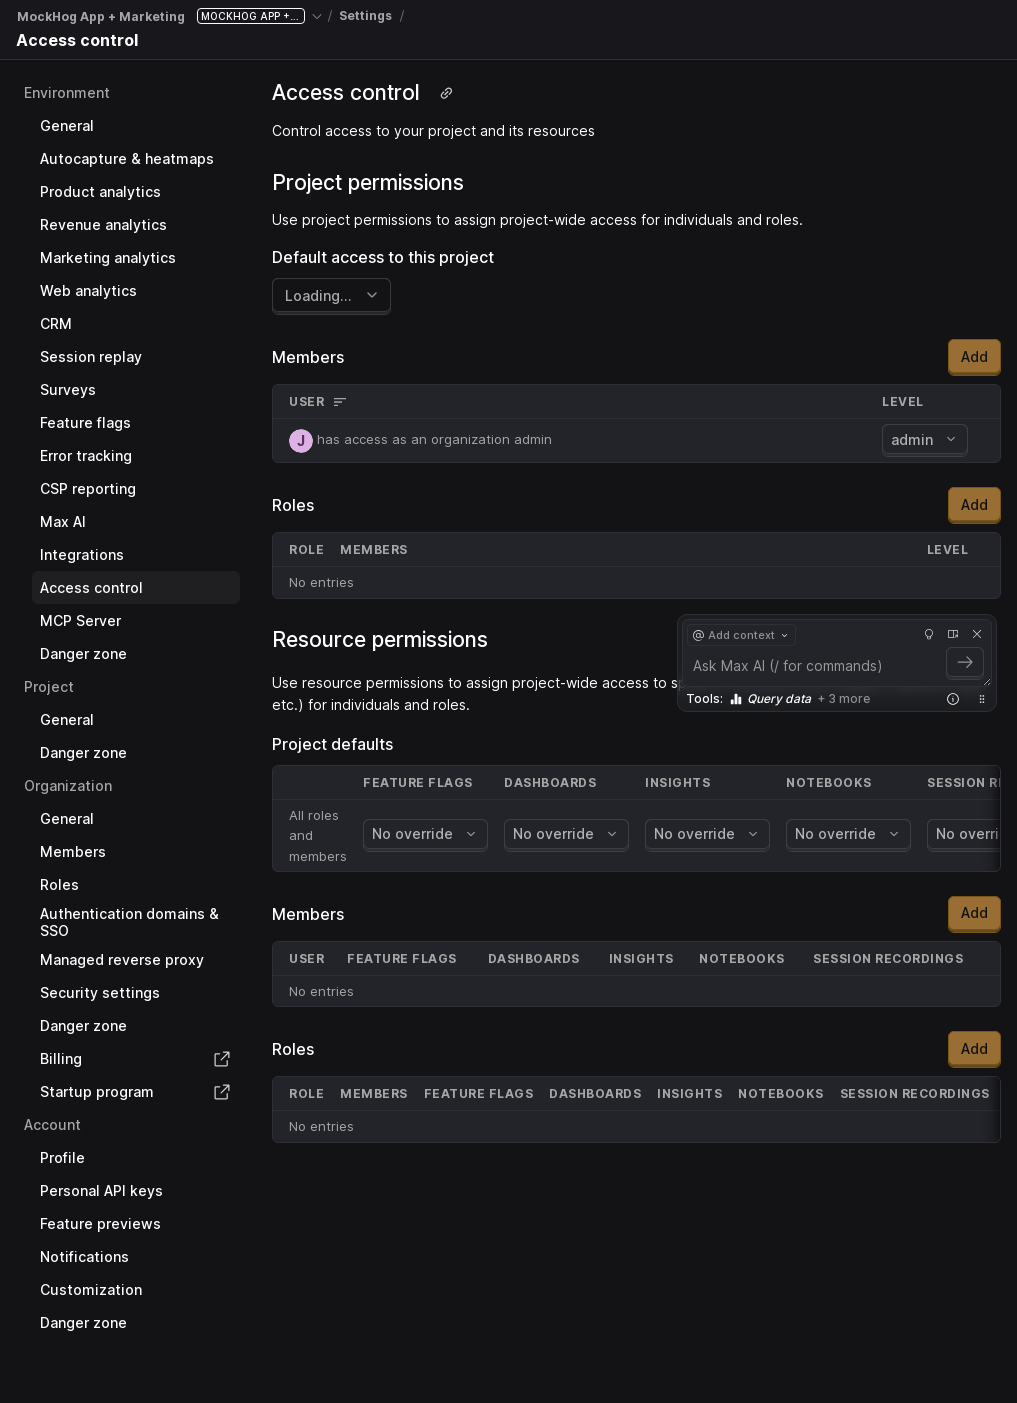 MockHog App + Marketing MOCKHOG APP +... / Settings /
Access control
Environment
General
Autocapture & heatmaps
Product analytics
Revenue analytics
Marketing analytics
Web analytics
CRM
Session replay
Surveys
Feature flags
Error tracking
CSP reporting
Max AI
Integrations
Access control
MCP Server
Danger zone
Project
General
Danger zone
Organization
General
Members
Roles
Authentication domains &
SSO
Managed reverse proxy
Security settings
Danger zone
Billing
Startup program
Account
Profile
Personal API keys
Feature previews
Notifications
Customization
Danger zone
Access control
Control access to your project and its resources
Project permissions
Use project permissions to assign project-wide access for individuals and roles.
Default access to this project
Loading...
Members Add
USER LEVEL
J has access as an organization admin admin
Roles Add
ROLE MEMBERS LEVEL
No entries
Resource permissions
Use resource permissions to assign project-wide access to
etc.) for individuals and roles.
@ Add context
Ask Max AI (/ for commands)
Tools: Query data + 3 more
Project defaults
FEATURE FLAGS DASHBOARDS INSIGHTS NOTEBOOKS SESSION
All roles
and
members
No override No override No override No override No
Members Add
USER FEATURE FLAGS DASHBOARDS INSIGHTS NOTEBOOKS SESSION RECORDINGS
No entries
Roles Add
ROLE MEMBERS FEATURE FLAGS DASHBOARDS INSIGHTS NOTEBOOKS SESSION RECORDINGS
No entries